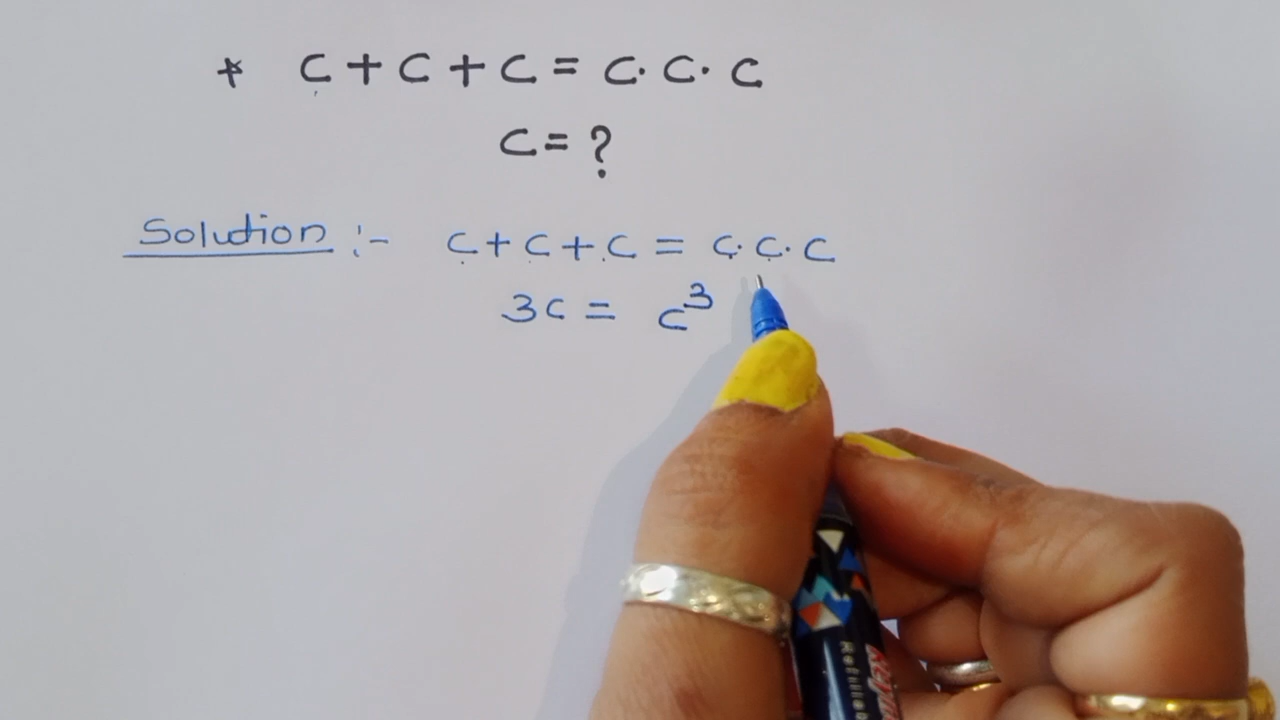 * C + C + C = C · C · C
C = ?
Solution :- C + C + C = C · C · C
3C = C³